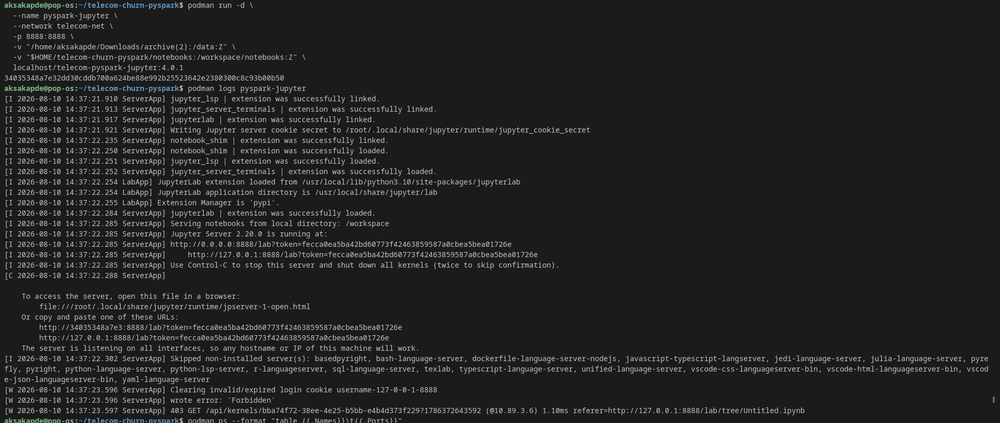 aksakapde@pop-os:~/telecom-churn-pyspark$ podman run -d \
  --name pyspark-jupyter \
  --network telecom-net \
  -p 8888:8888 \
  -v "/home/aksakapde/Downloads/archive(2):/data:Z" \
  -v "$HOME/telecom-churn-pyspark/notebooks:/workspace/notebooks:Z" \
  localhost/telecom-pyspark-jupyter:4.0.1
34035348a7e32dd30cddb700a624be88e992b25523642e2380300c8c93b00b50
aksakapde@pop-os:~/telecom-churn-pyspark$ podman logs pyspark-jupyter
[I 2026-08-10 14:37:21.910 ServerApp] jupyter_lsp | extension was successfully linked.
[I 2026-08-10 14:37:21.913 ServerApp] jupyter_server_terminals | extension was successfully linked.
[I 2026-08-10 14:37:21.917 ServerApp] jupyterlab | extension was successfully linked.
[I 2026-08-10 14:37:21.921 ServerApp] Writing Jupyter server cookie secret to /root/.local/share/jupyter/runtime/jupyter_cookie_secret
[I 2026-08-10 14:37:22.235 ServerApp] notebook_shim | extension was successfully linked.
[I 2026-08-10 14:37:22.250 ServerApp] notebook_shim | extension was successfully loaded.
[I 2026-08-10 14:37:22.251 ServerApp] jupyter_lsp | extension was successfully loaded.
[I 2026-08-10 14:37:22.252 ServerApp] jupyter_server_terminals | extension was successfully loaded.
[I 2026-08-10 14:37:22.254 LabApp] JupyterLab extension loaded from /usr/local/lib/python3.10/site-packages/jupyterlab
[I 2026-08-10 14:37:22.254 LabApp] JupyterLab application directory is /usr/local/share/jupyter/lab
[I 2026-08-10 14:37:22.255 LabApp] Extension Manager is 'pypi'.
[I 2026-08-10 14:37:22.284 ServerApp] jupyterlab | extension was successfully loaded.
[I 2026-08-10 14:37:22.285 ServerApp] Serving notebooks from local directory: /workspace
[I 2026-08-10 14:37:22.285 ServerApp] Jupyter Server 2.20.0 is running at:
[I 2026-08-10 14:37:22.285 ServerApp] http://0.0.0.0:8888/lab?token=fecca0ea5ba42bd60773f42463859587a0cbea5bea01726e
[I 2026-08-10 14:37:22.285 ServerApp]     http://127.0.0.1:8888/lab?token=fecca0ea5ba42bd60773f42463859587a0cbea5bea01726e
[I 2026-08-10 14:37:22.285 ServerApp] Use Control-C to stop this server and shut down all kernels (twice to skip confirmation).
[C 2026-08-10 14:37:22.288 ServerApp]
    To access the server, open this file in a browser:
        file:///root/.local/share/jupyter/runtime/jpserver-1-open.html
    Or copy and paste one of these URLs:
        http://34035348a7e3:8888/lab?token=fecca0ea5ba42bd60773f42463859587a0cbea5bea01726e
        http://127.0.0.1:8888/lab?token=fecca0ea5ba42bd60773f42463859587a0cbea5bea01726e
    The server is listening on all interfaces, so any hostname or IP of this machine will work.
[I 2026-08-10 14:37:22.302 ServerApp] Skipped non-installed server(s): basedpyright, bash-language-server, dockerfile-language-server-nodejs, javascript-typescript-langserver, jedi-language-server, julia-language-server, pyre
fly, pyright, python-language-server, python-lsp-server, r-languageserver, sql-language-server, texlab, typescript-language-server, unified-language-server, vscode-css-languageserver-bin, vscode-html-languageserver-bin, vscod
e-json-languageserver-bin, yaml-language-server
[W 2026-08-10 14:37:23.596 ServerApp] Clearing invalid/expired login cookie username-127-0-0-1-8888
[W 2026-08-10 14:37:23.596 ServerApp] wrote error: 'Forbidden'
[W 2026-08-10 14:37:23.597 ServerApp] 403 GET /api/kernels/bba74f72-38ee-4e25-b5bb-e4b4d373f229?1786372643592 (@10.89.3.6) 1.10ms referer=http://127.0.0.1:8888/lab/tree/Untitled.ipynb
aksakapde@pop-os:~/telecom-churn-pyspark$ podman ps --format "table {{.Names}}\t{{.Ports}}"